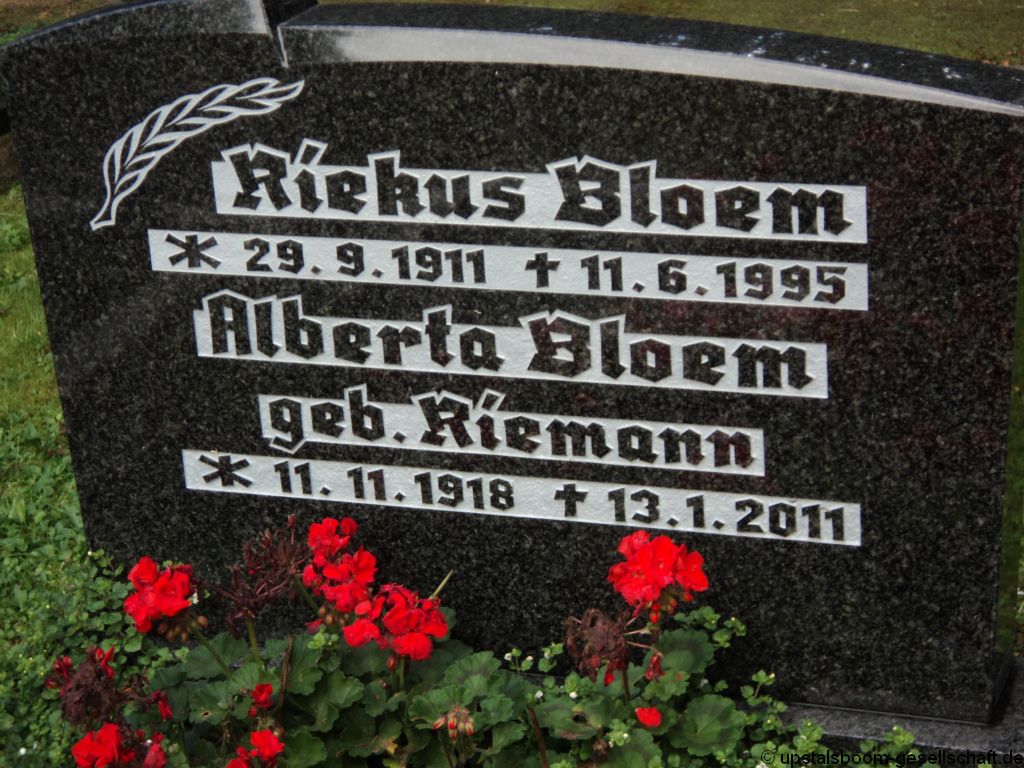 Riekus Bloem
* 29.9.1911 † 11.6.1995
Alberta Bloem
geb. Riemann
* 11.11.1918 † 13.1.2011
© upstalsboom-gesellschaft.de